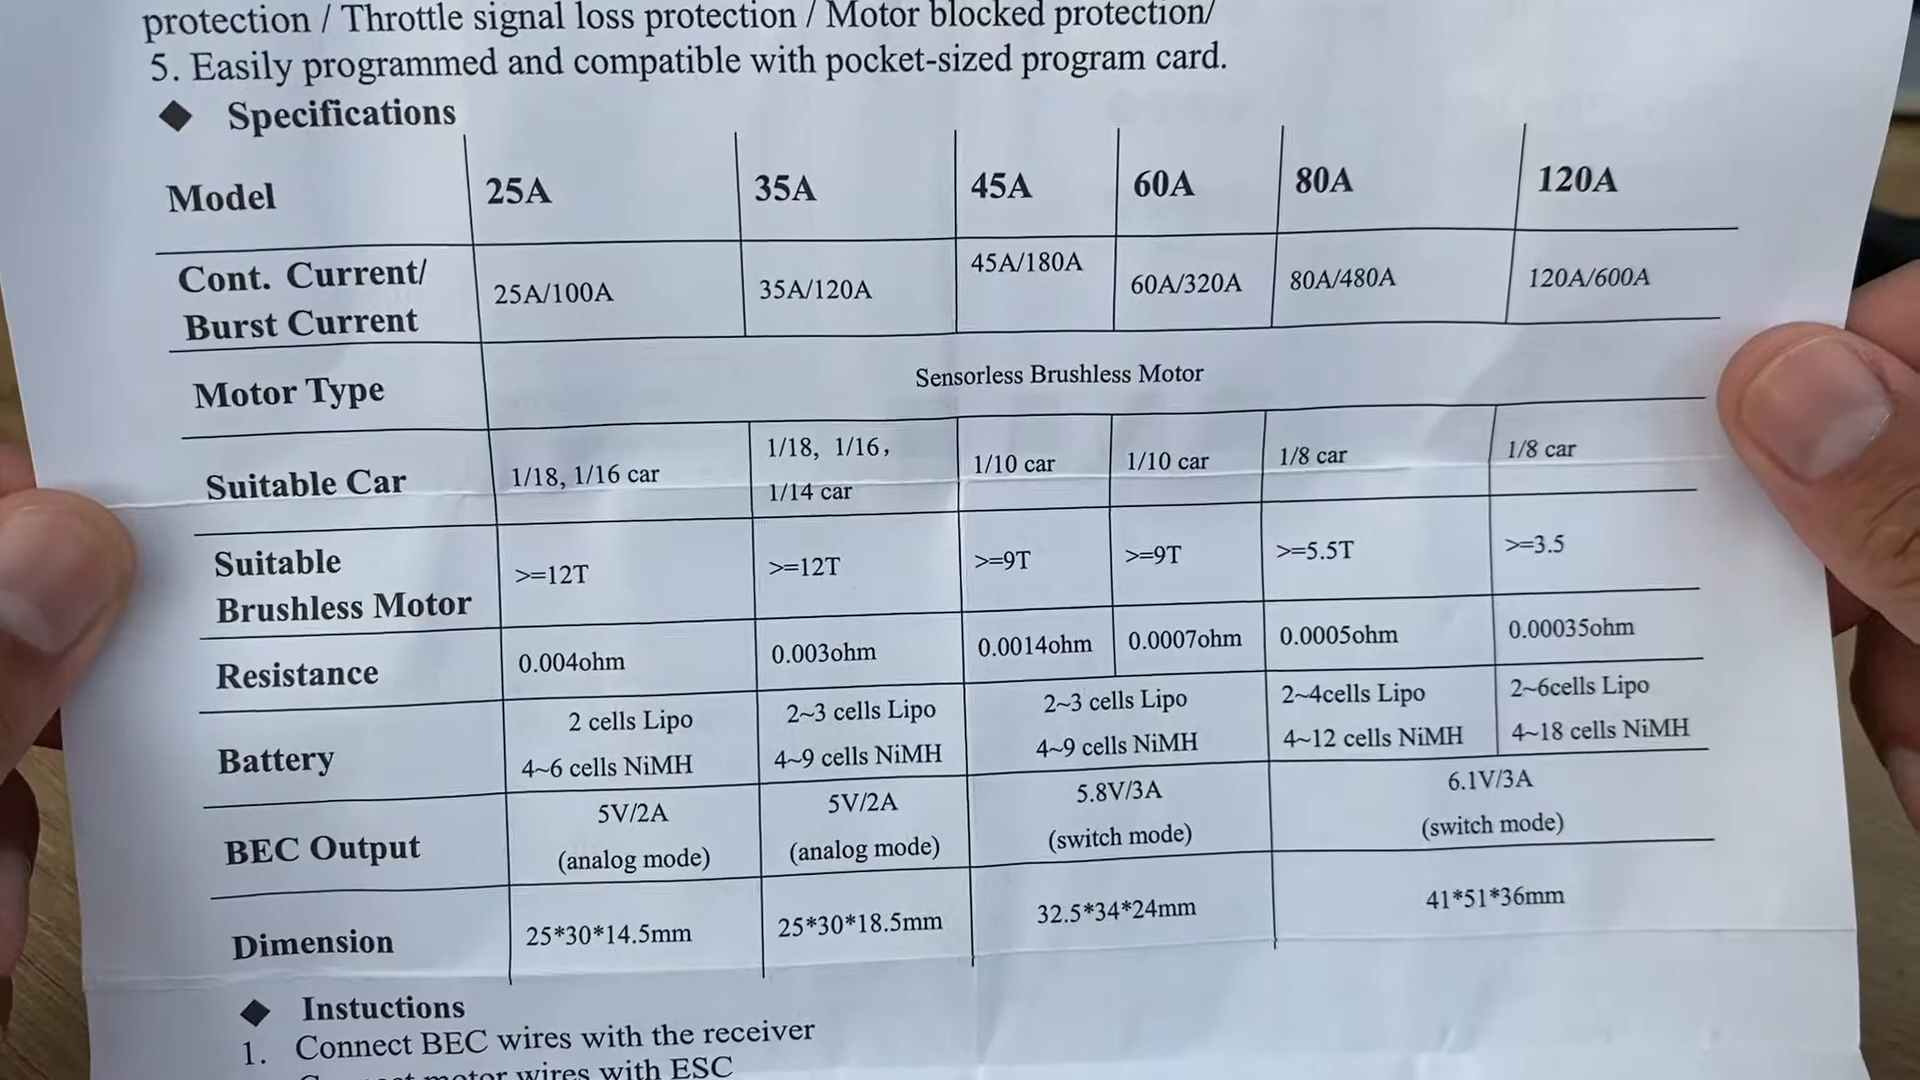 protection / Throttle signal loss protection / Motor blocked protection/
5. Easily programmed and compatible with pocket-sized program card.
◆ Specifications
Model 25A 35A 45A 60A 80A 120A
Cont. Current/ Burst Current 25A/100A 35A/120A 45A/180A 60A/320A 80A/480A 120A/600A
Motor Type Sensorless Brushless Motor
Suitable Car 1/18, 1/16 car 1/18, 1/16, 1/14 car 1/10 car 1/10 car 1/8 car 1/8 car
Suitable Brushless Motor >=12T >=12T >=9T >=9T >=5.5T >=3.5
Resistance 0.004ohm 0.003ohm 0.0014ohm 0.0007ohm 0.0005ohm 0.00035ohm
Battery 2 cells Lipo 4~6 cells NiMH 2~3 cells Lipo 4~9 cells NiMH 2~3 cells Lipo 4~9 cells NiMH 2~4cells Lipo 4~12 cells NiMH 2~6cells Lipo 4~18 cells NiMH
BEC Output 5V/2A (analog mode) 5V/2A (analog mode) 5.8V/3A (switch mode) 6.1V/3A (switch mode)
Dimension 25*30*14.5mm 25*30*18.5mm 32.5*34*24mm 41*51*36mm
◆ Instuctions
1. Connect BEC wires with the receiver
motor wires with ESC